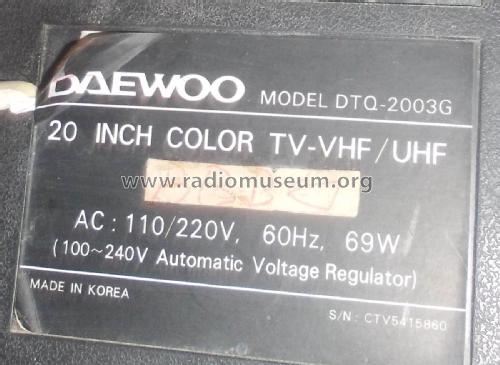 DAEWOO MODEL DTQ-2003G
20 INCH COLOR TV-VHF/UHF
www.radiomuseum.org
AC : 110/220V, 60Hz, 69W
(100~240V Automatic Voltage Regulator)
MADE IN KOREA
S/N : CTV5415860